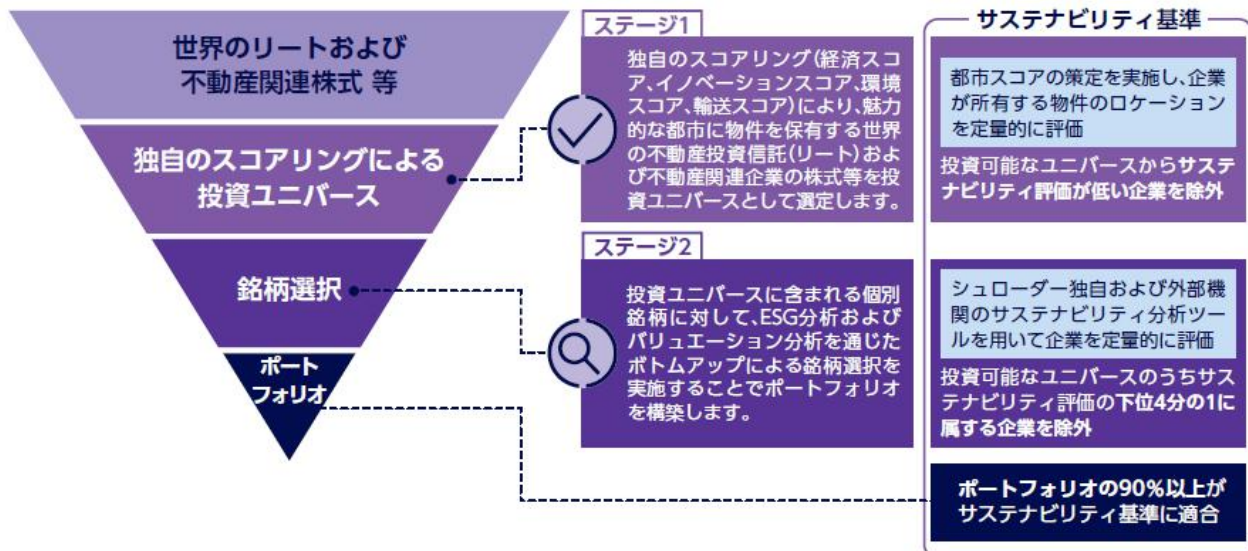 世界のリートおよび
不動産関連株式 等
独自のスコアリングによる
投資ユニバース
銘柄選択
ポート
フォリオ
ステージ1
独自のスコアリング(経済スコ
ア、イノベーションスコア、環境
スコア、輸送スコア)により、魅力
的な都市に物件を保有する世界
の不動産投資信託(リート)およ
び不動産関連企業の株式等を投
資ユニバースとして選定します。
ステージ2
投資ユニバースに含まれる個別
銘柄に対して、ESG分析および
バリュエーション分析を通じた
ボトムアップによる銘柄選択を
実施することでポートフォリオ
を構築します。
サステナビリティ基準
都市スコアの策定を実施し、企業
が所有する物件のロケーション
を定量的に評価
投資可能なユニバースからサステ
ナビリティ評価が低い企業を除外
シュローダー独自および外部機
関のサステナビリティ分析ツー
ルを用いて企業を定量的に評価
投資可能なユニバースのうちサス
テナビリティ評価の下位4分の1に
属する企業を除外
ポートフォリオの90%以上が
サステナビリティ基準に適合